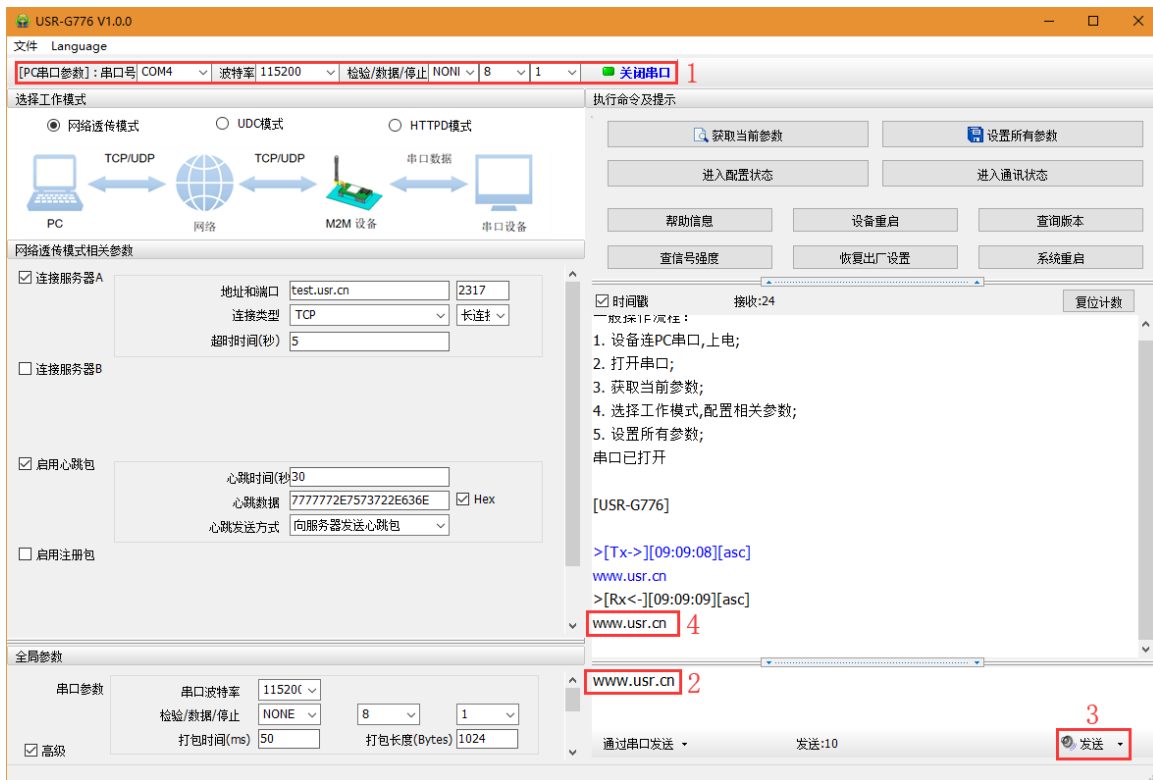 USR-G776 V1.0.0
文件 Language
[PC串口参数]：串口号 COM4 波特率 115200 检验/数据/停止 NONI 8 1 关闭串口 1
选择工作模式
网络透传模式 UDC模式 HTTPD模式
TCP/UDP TCP/UDP 串口数据
PC 网络 M2M 设备 串口设备
网络透传模式相关参数
连接服务器A
地址和端口 test.usr.cn 2317
连接类型 TCP 长连接
超时时间(秒) 5
连接服务器B
启用心跳包
心跳时间(秒 30
心跳数据 7777772E7573722E636E Hex
心跳发送方式 向服务器发送心跳包
启用注册包
全局参数
串口参数 串口波特率 11520(
检验/数据/停止 NONE 8 1
打包时间(ms) 50 打包长度(Bytes) 1024
高级
执行命令及提示
获取当前参数 设置所有参数
进入配置状态 进入通讯状态
帮助信息 设备重启 查询版本
查信号强度 恢复出厂设置 系统重启
时间戳 接收:24 复位计数
一般操作流程：
1. 设备连PC串口,上电;
2. 打开串口;
3. 获取当前参数;
4. 选择工作模式,配置相关参数;
5. 设置所有参数;
串口已打开
[USR-G776]
>[Tx->][09:09:08][asc]
www.usr.cn
>[Rx<-][09:09:09][asc]
www.usr.cn 4
www.usr.cn 2
3
通过串口发送 发送:10 发送